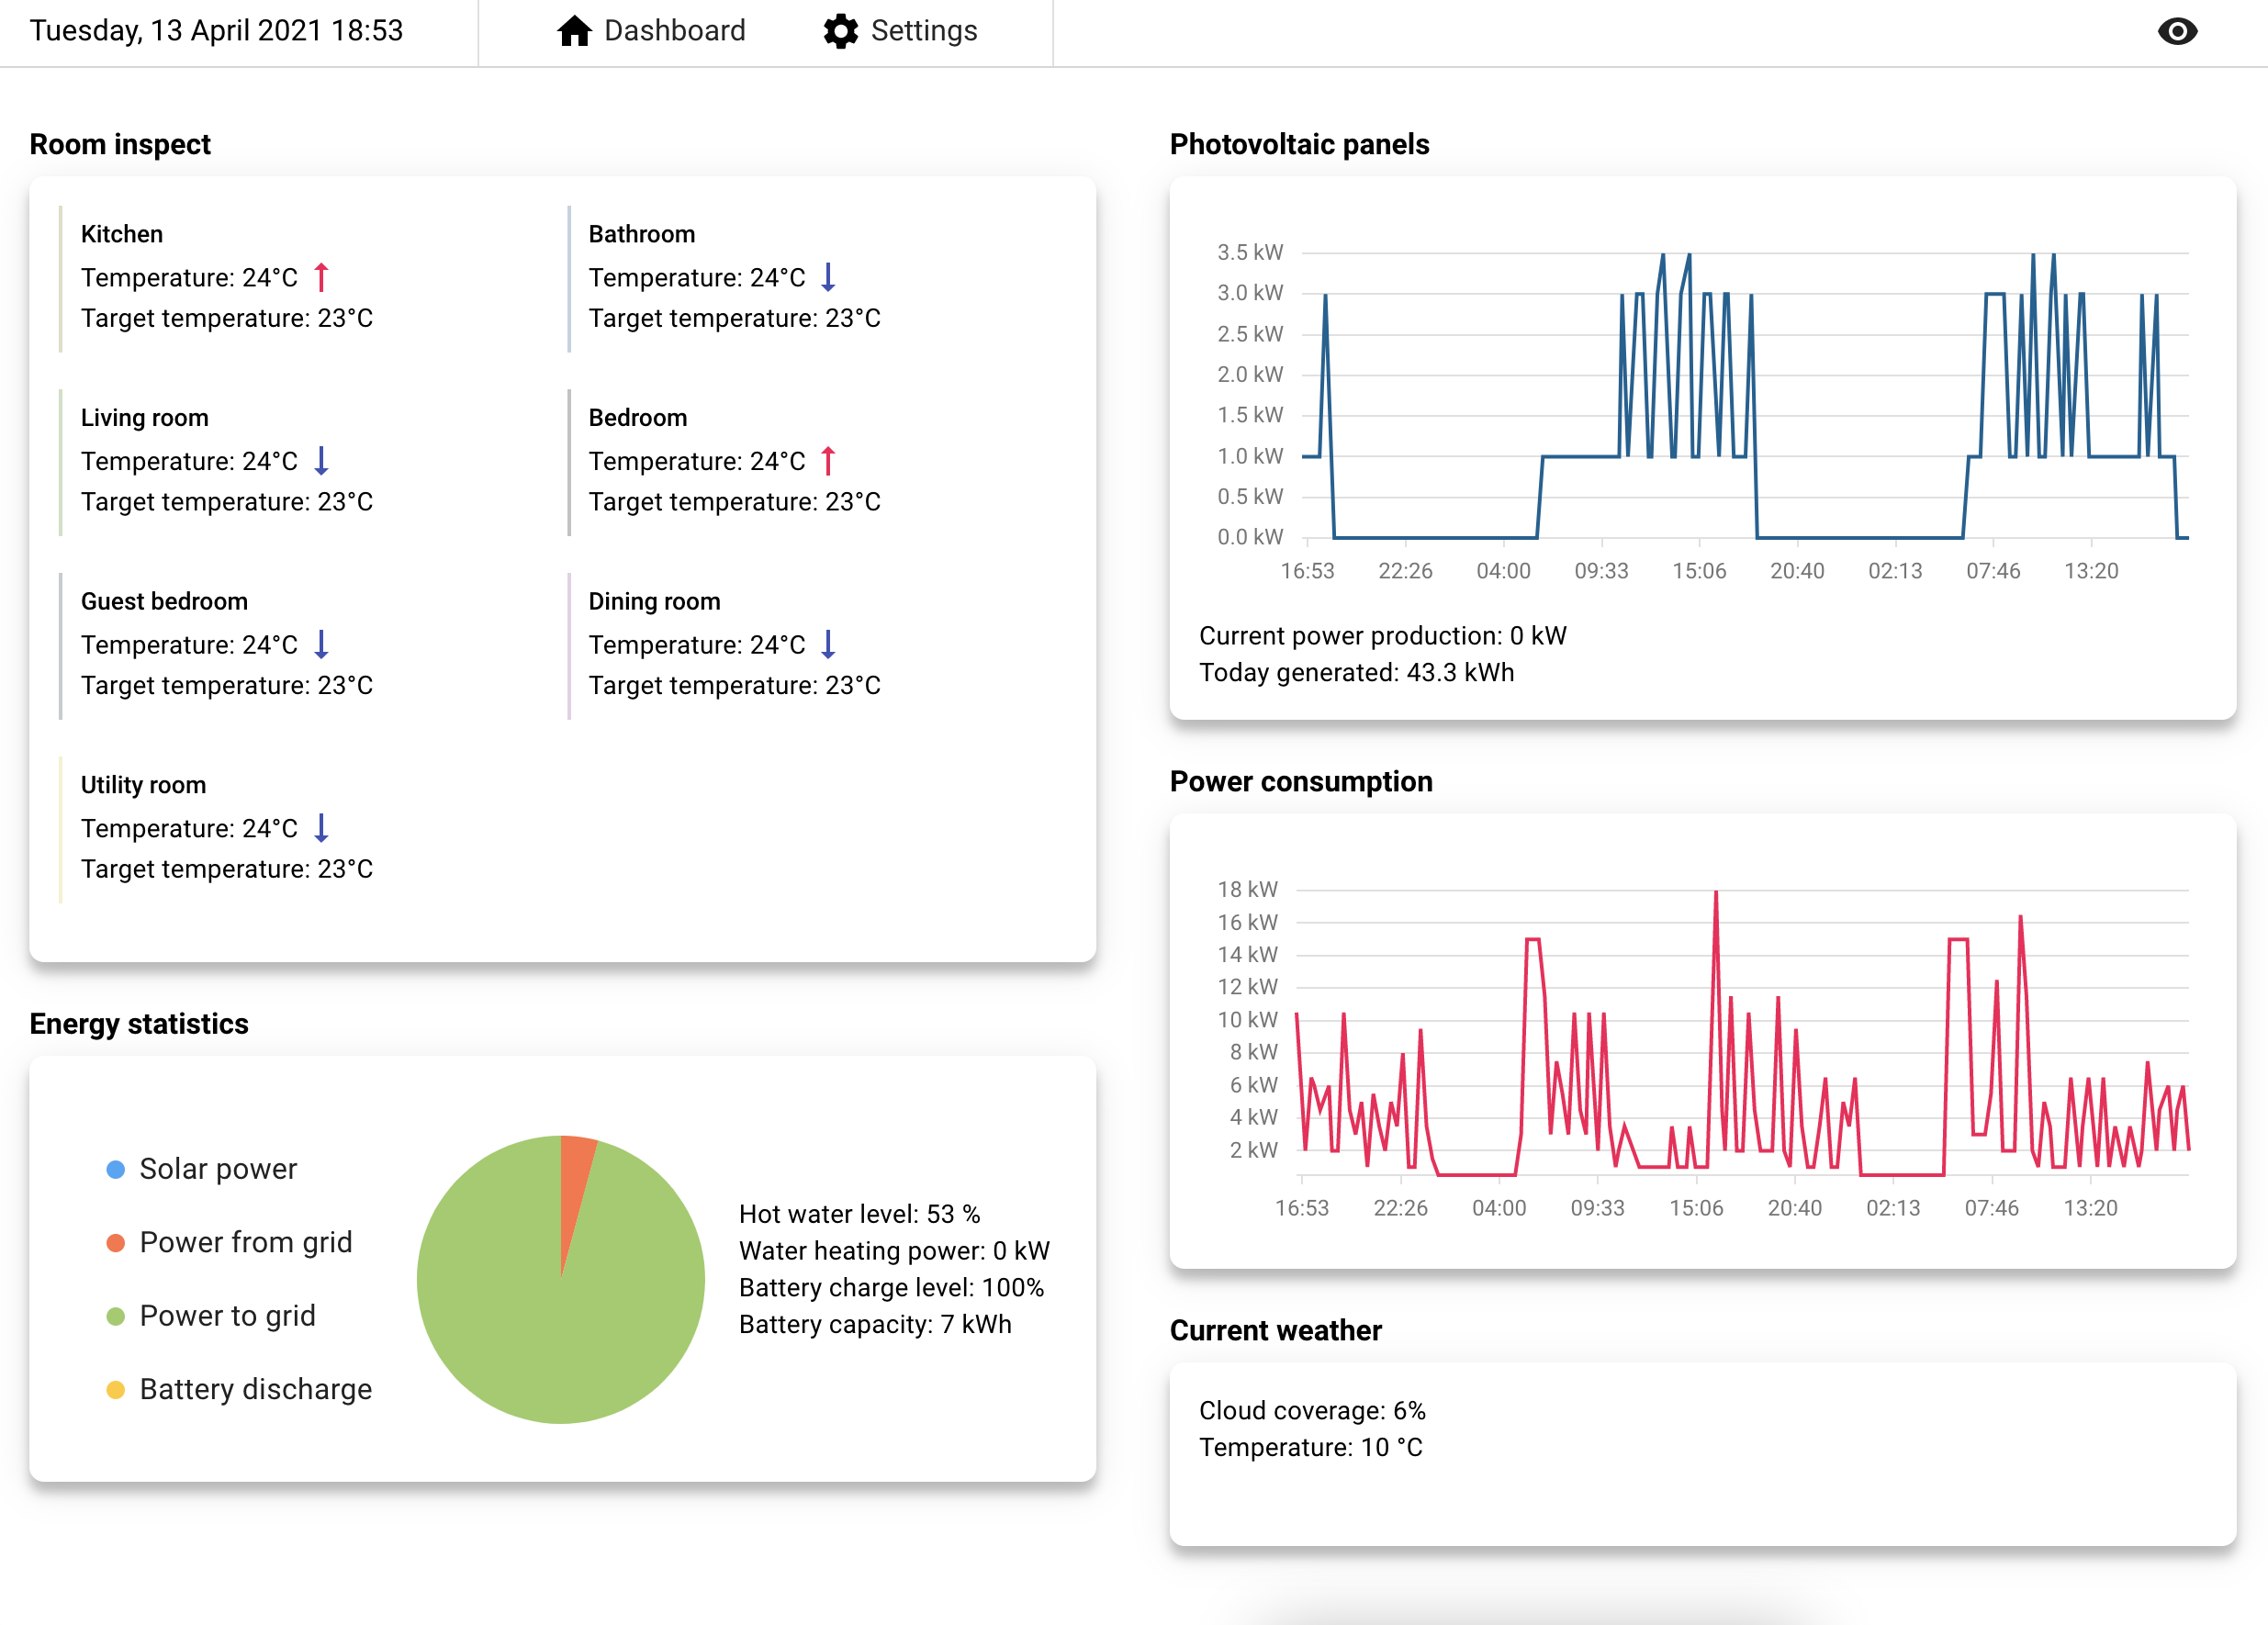 Tuesday, 13 April 2021 18:53
Dashboard
Settings
Room inspect
Kitchen
Temperature: 24°C
Target temperature: 23°C
Bathroom
Temperature: 24°C
Target temperature: 23°C
Living room
Temperature: 24°C
Target temperature: 23°C
Bedroom
Temperature: 24°C
Target temperature: 23°C
Guest bedroom
Temperature: 24°C
Target temperature: 23°C
Dining room
Temperature: 24°C
Target temperature: 23°C
Utility room
Temperature: 24°C
Target temperature: 23°C
Energy statistics
Solar power
Power from grid
Power to grid
Battery discharge
Hot water level: 53 %
Water heating power: 0 kW
Battery charge level: 100%
Battery capacity: 7 kWh
Photovoltaic panels
3.5 kW
3.0 kW
2.5 kW
2.0 kW
1.5 kW
1.0 kW
0.5 kW
0.0 kW
16:53 22:26 04:00 09:33 15:06 20:40 02:13 07:46 13:20
Current power production: 0 kW
Today generated: 43.3 kWh
Power consumption
18 kW
16 kW
14 kW
12 kW
10 kW
8 kW
6 kW
4 kW
2 kW
16:53 22:26 04:00 09:33 15:06 20:40 02:13 07:46 13:20
Current weather
Cloud coverage: 6%
Temperature: 10 °C